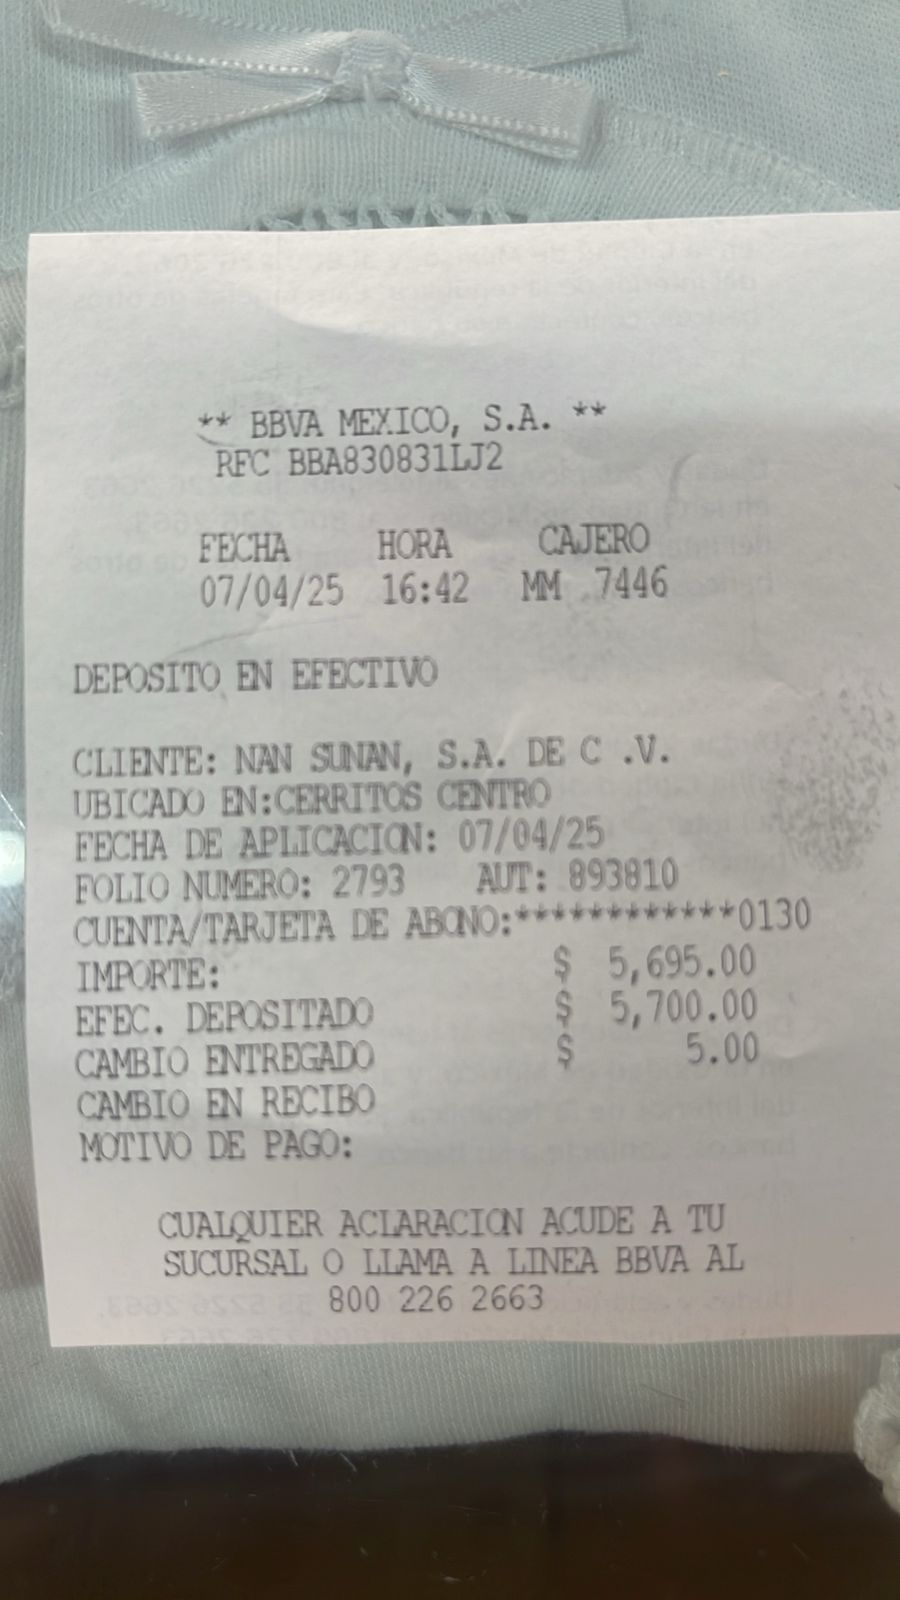 ** BBVA MEXICO, S.A. **
RFC BBA830831LJ2
FECHA HORA CAJERO
07/04/25 16:42 MM 7446
DEPOSITO EN EFECTIVO
CLIENTE: NAN SUNAN, S.A. DE C .V.
UBICADO EN:CERRITOS CENTRO
FECHA DE APLICACION: 07/04/25
FOLIO NUMERO: 2793 AUT: 893810
CUENTA/TARJETA DE ABONO:************0130
IMPORTE: $ 5,695.00
EFEC. DEPOSITADO $ 5,700.00
CAMBIO ENTREGADO $ 5.00
CAMBIO EN RECIBO
MOTIVO DE PAGO:
CUALQUIER ACLARACION ACUDE A TU
SUCURSAL O LLAMA A LINEA BBVA AL
800 226 2663